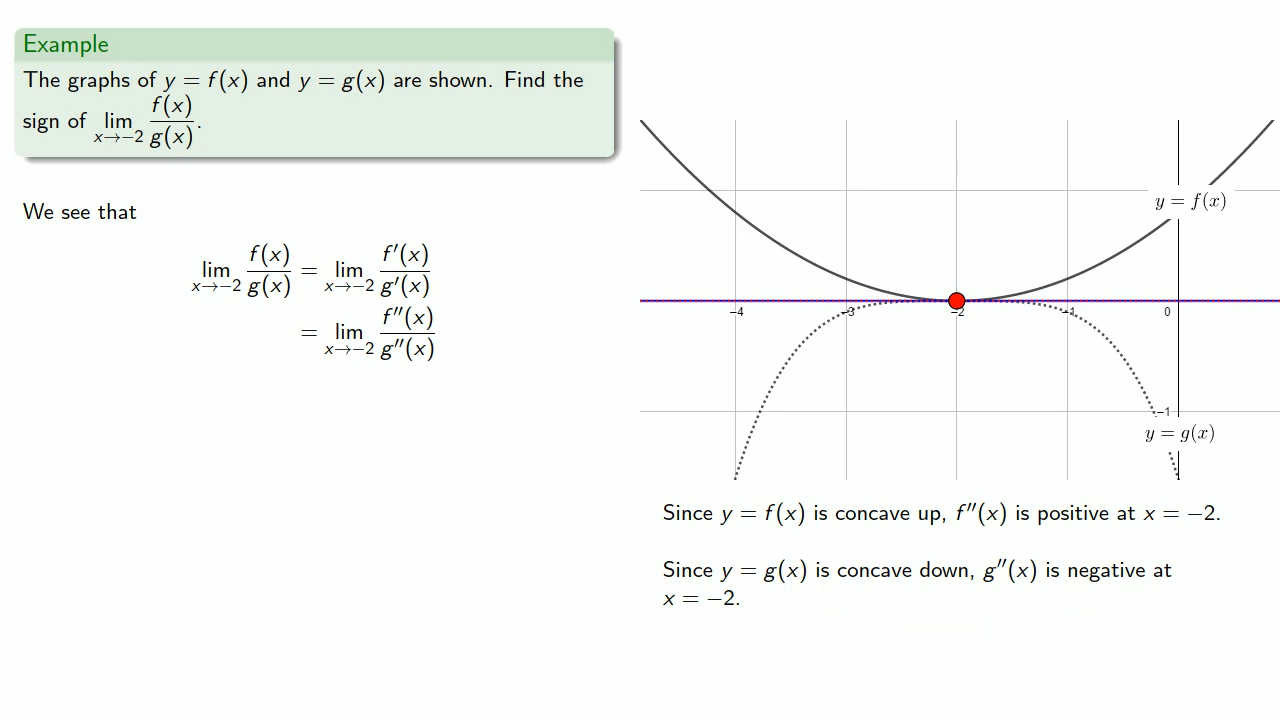 Example
The graphs of y = f(x) and y = g(x) are shown. Find the
sign of lim_{x→−2} f(x)/g(x).
We see that
lim_{x→−2} f(x)/g(x) = lim_{x→−2} f′(x)/g′(x)
= lim_{x→−2} f″(x)/g″(x)
y = f(x)
−4 −3 −2 −1 0
−1
y = g(x)
Since y = f(x) is concave up, f″(x) is positive at x = −2.
Since y = g(x) is concave down, g″(x) is negative at
x = −2.